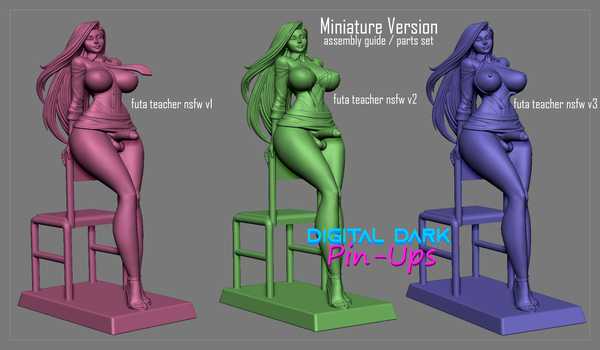 Miniature Version
assembly guide / parts set
futa teacher nsfw v1
futa teacher nsfw v2
futa teacher nsfw v3
DIGITAL DARK
Pin-Ups